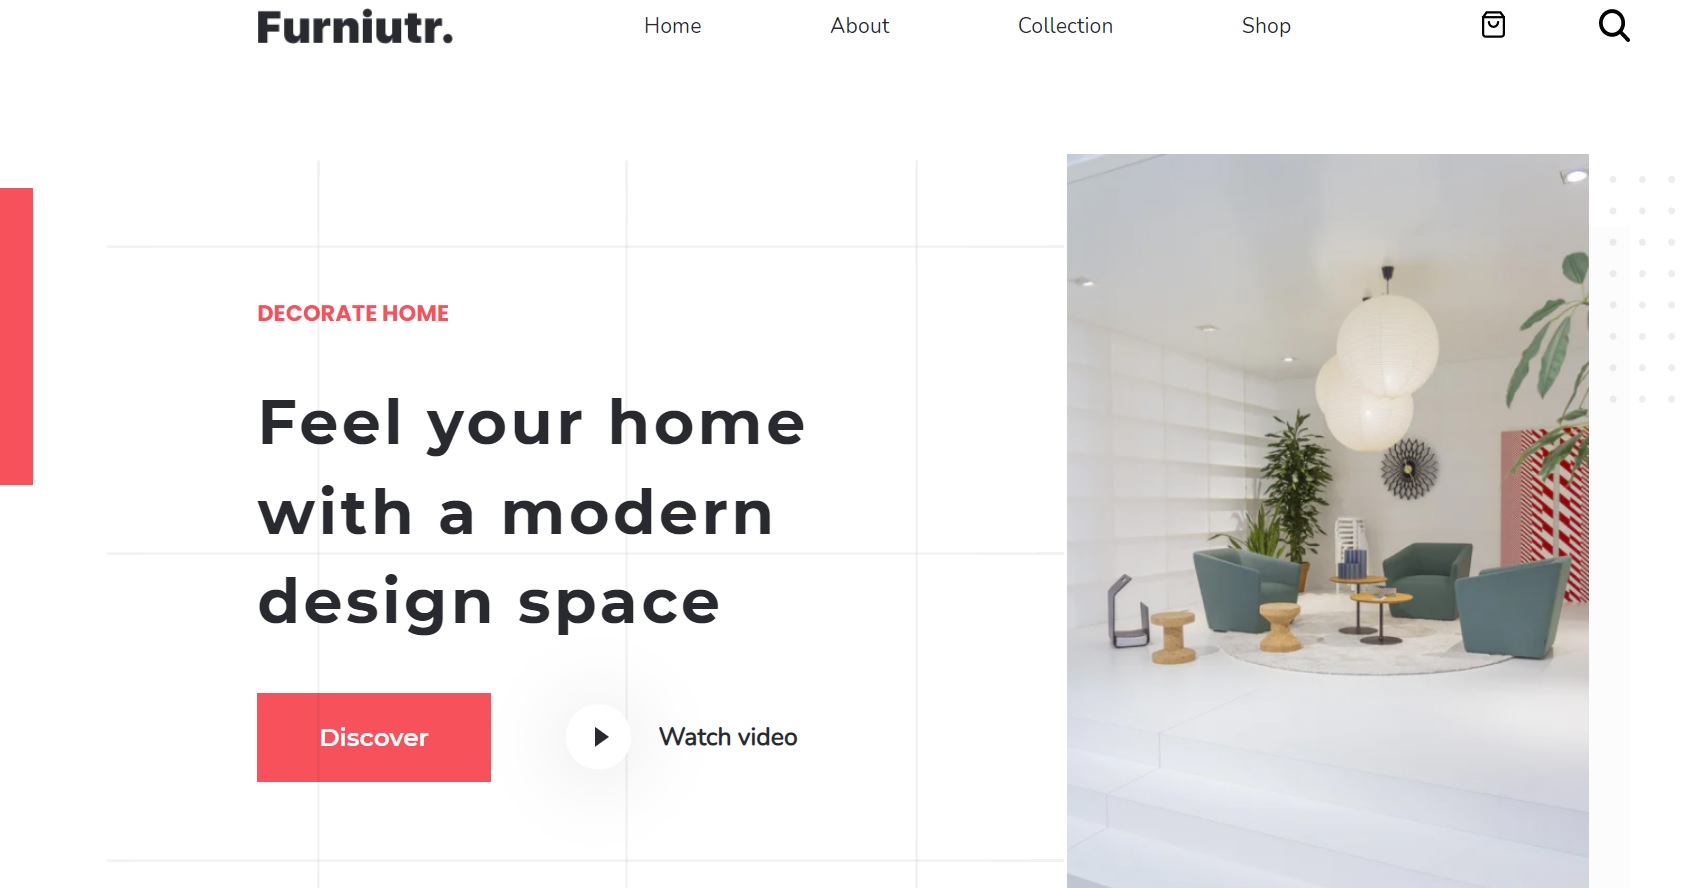 Furniutr.
Home
About
Collection
Shop
DECORATE HOME
Feel your home
with a modern
design space
Discover
Watch video